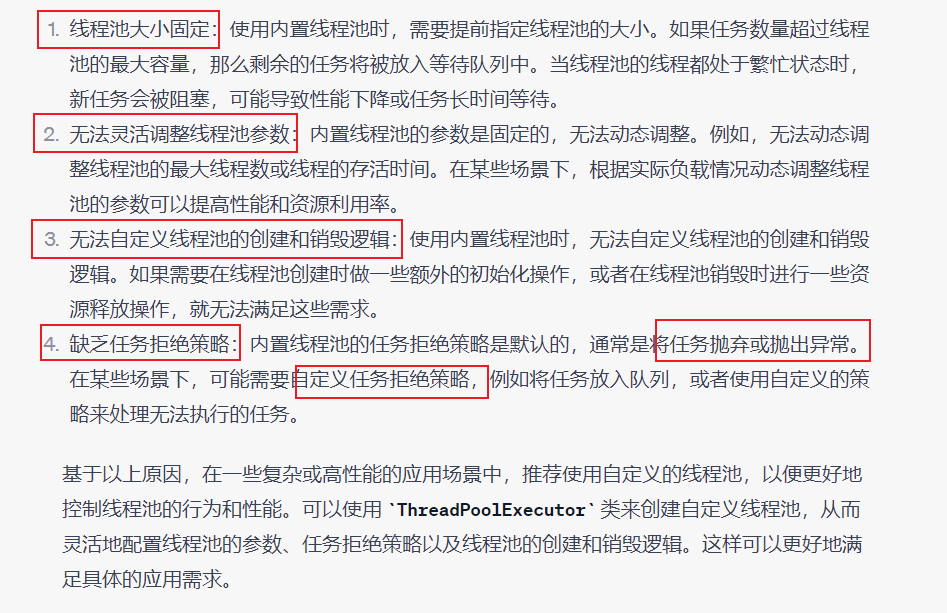 1. 线程池大小固定：使用内置线程池时，需要提前指定线程池的大小。如果任务数量超过线程
池的最大容量，那么剩余的任务将被放入等待队列中。当线程池的线程都处于繁忙状态时，
新任务会被阻塞，可能导致性能下降或任务长时间等待。
2. 无法灵活调整线程池参数：内置线程池的参数是固定的，无法动态调整。例如，无法动态调
整线程池的最大线程数或线程的存活时间。在某些场景下，根据实际负载情况动态调整线程
池的参数可以提高性能和资源利用率。
3. 无法自定义线程池的创建和销毁逻辑：使用内置线程池时，无法自定义线程池的创建和销毁
逻辑。如果需要在线程池创建时做一些额外的初始化操作，或者在线程池销毁时进行一些资
源释放操作，就无法满足这些需求。
4. 缺乏任务拒绝策略：内置线程池的任务拒绝策略是默认的，通常是将任务抛弃或抛出异常。
在某些场景下，可能需要自定义任务拒绝策略，例如将任务放入队列，或者使用自定义的策
略来处理无法执行的任务。
基于以上原因，在一些复杂或高性能的应用场景中，推荐使用自定义的线程池，以便更好地
控制线程池的行为和性能。可以使用 `ThreadPoolExecutor` 类来创建自定义线程池，从而
灵活地配置线程池的参数、任务拒绝策略以及线程池的创建和销毁逻辑。这样可以更好地满
足具体的应用需求。